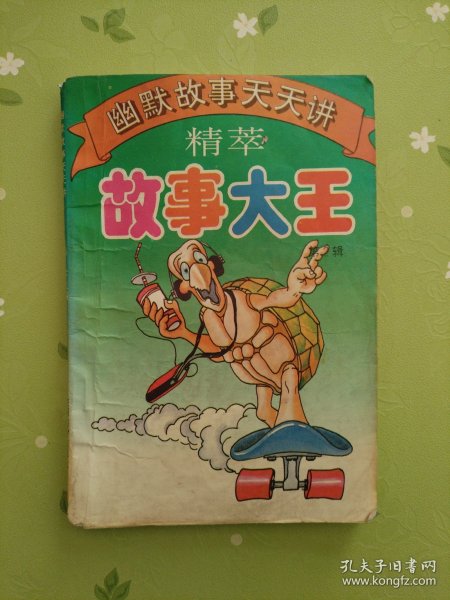 幽默故事天天讲
精萃
故事大王
辑
孔夫子旧书网
www.kongfz.com